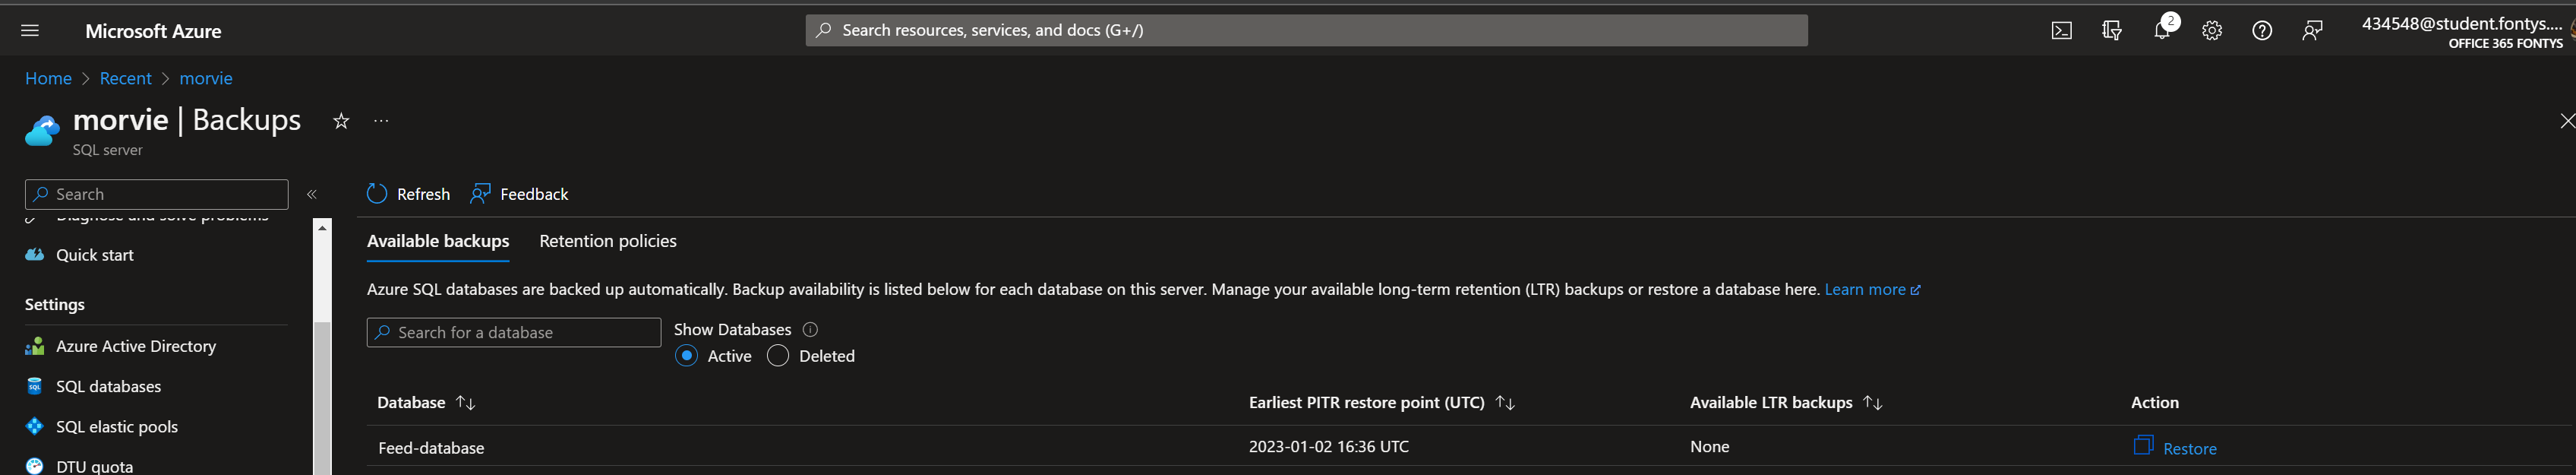 Microsoft Azure
Search resources, services, and docs (G+/)
2
434548@student.fontys....
OFFICE 365 FONTYS
Home > Recent > morvie
morvie | Backups
SQL server
Search
Refresh
Feedback
Diagnose and solve problems
Quick start
Settings
Azure Active Directory
SQL databases
SQL elastic pools
DTU quota
Available backups
Retention policies
Azure SQL databases are backed up automatically. Backup availability is listed below for each database on this server. Manage your available long-term retention (LTR) backups or restore a database here. Learn more
Search for a database
Show Databases
Active
Deleted
Database
Earliest PITR restore point (UTC)
Available LTR backups
Action
Feed-database
2023-01-02 16:36 UTC
None
Restore